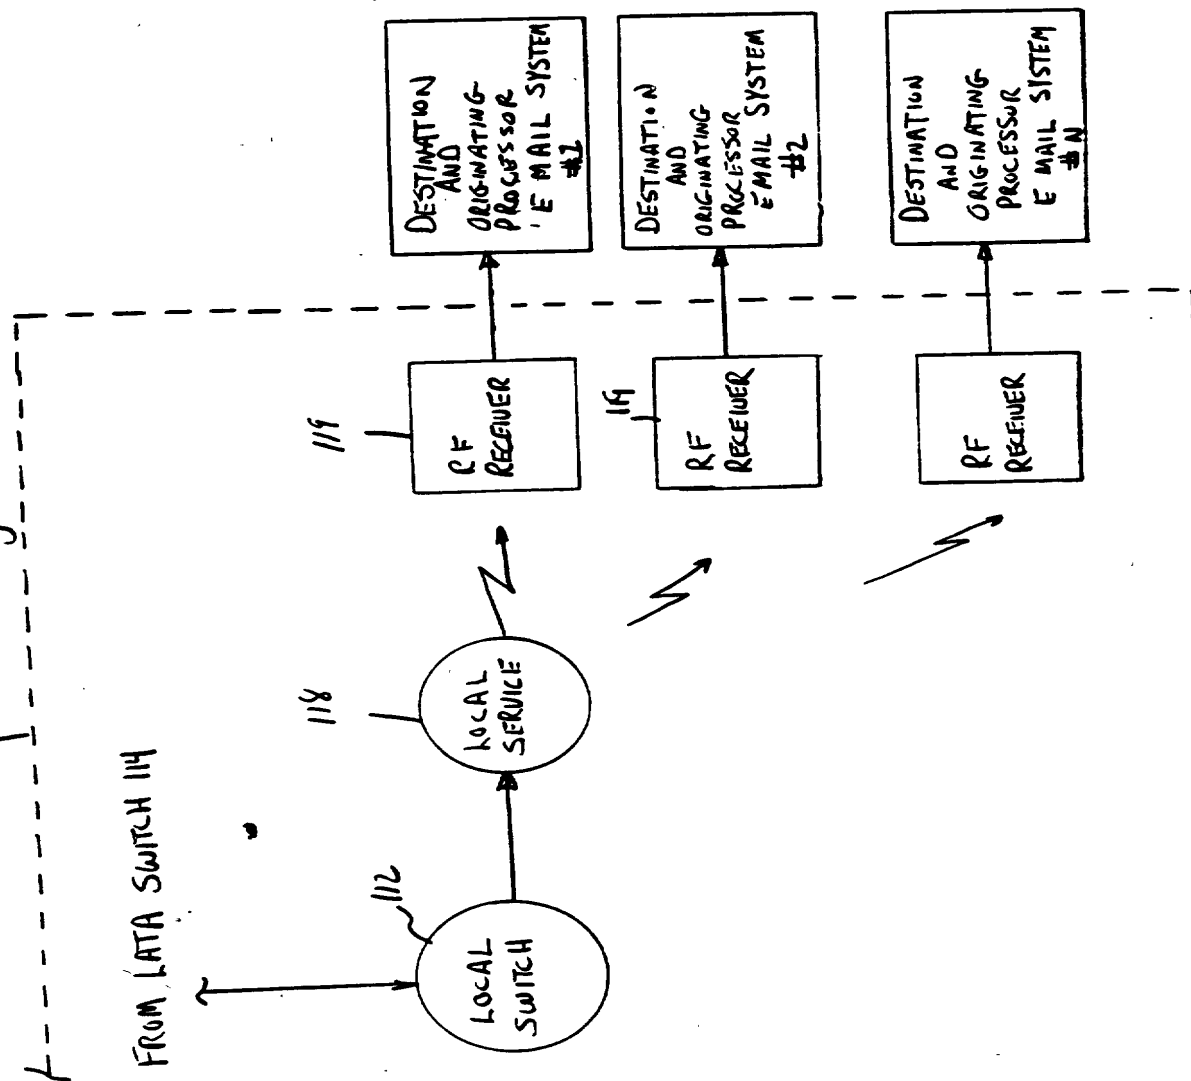 FROM LATA SWITCH 114
112
LOCAL
SWITCH
118
LOCAL
SERVICE
119
RF
RECEIVER
DESTINATION
AND
ORIGINATING
PROCESSOR
E MAIL SYSTEM
#1
119
RF
RECEIVER
DESTINATION
AND
ORIGINATING
PROCESSOR
EMAIL SYSTEM
#2
RF
RECEIVER
DESTINATION
AND
ORIGINATING
PROCESSOR
E MAIL SYSTEM
#N